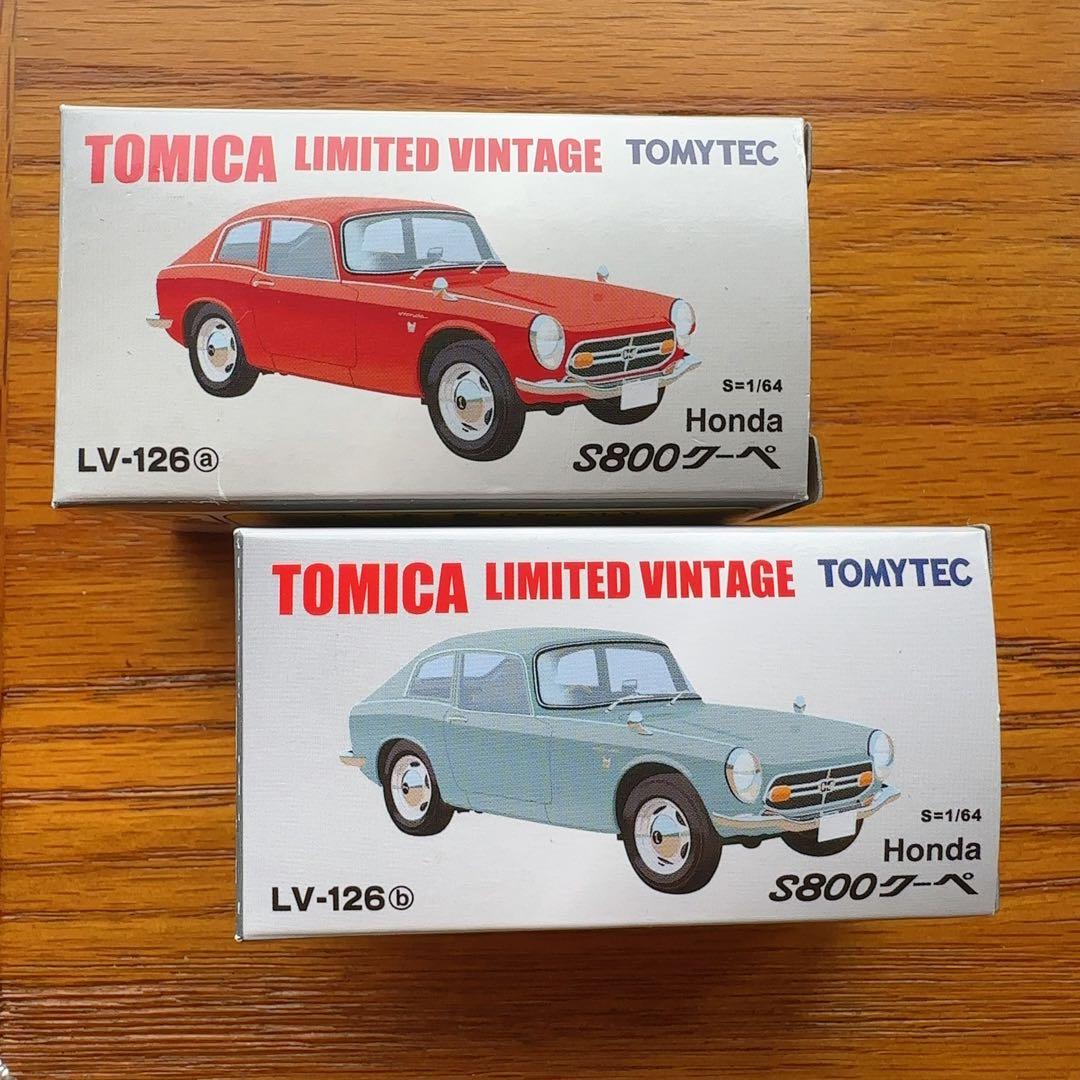 TOMICA LIMITED VINTAGE TOMYTEC
S=1/64
Honda
LV-126ⓐ S800クーペ
TOMICA LIMITED VINTAGE TOMYTEC
S=1/64
Honda
LV-126ⓑ S800クーペ